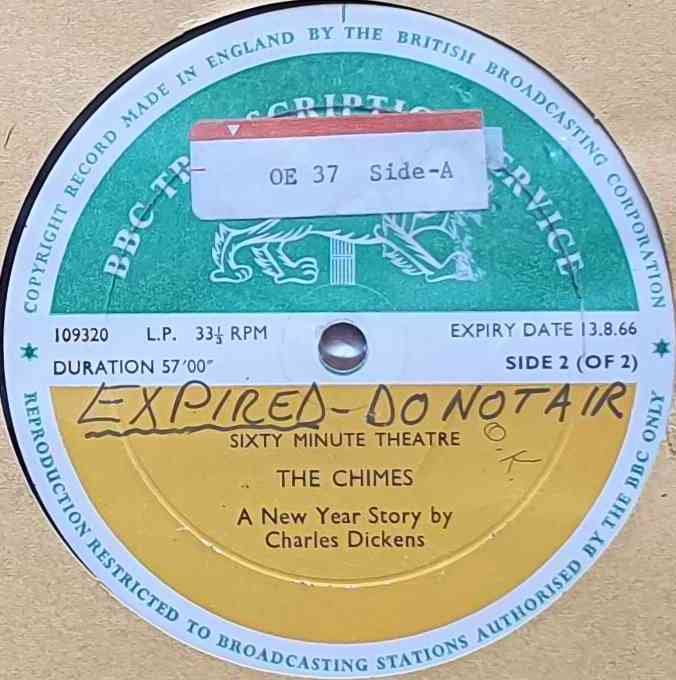 COPYRIGHT RECORD MADE IN ENGLAND BY THE BRITISH BROADCASTING CORPORATION
BBC SERVICE
OE 37 Side-A
109320 L.P. 33⅓ RPM EXPIRY DATE 13.8.66
DURATION 57'00" SIDE 2 (OF 2)
EXPIRED - DO NOT AIR
O.K.
SIXTY MINUTE THEATRE
THE CHIMES
A New Year Story by
Charles Dickens
REPRODUCTION RESTRICTED TO BROADCASTING STATIONS AUTHORISED BY THE BBC ONLY